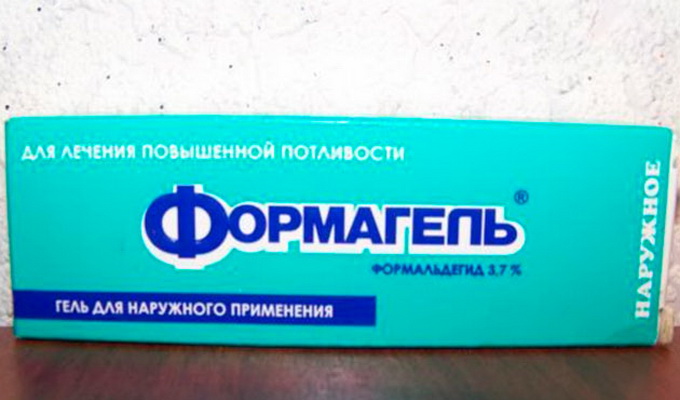 ДЛЯ ЛЕЧЕНИЯ ПОВЫШЕННОЙ ПОТЛИВОСТИ
ФОРМАГЕЛЬ®
ФОРМАЛЬДЕГИД 3,7 %
ГЕЛЬ ДЛЯ НАРУЖНОГО ПРИМЕНЕНИЯ
НАРУЖНОЕ